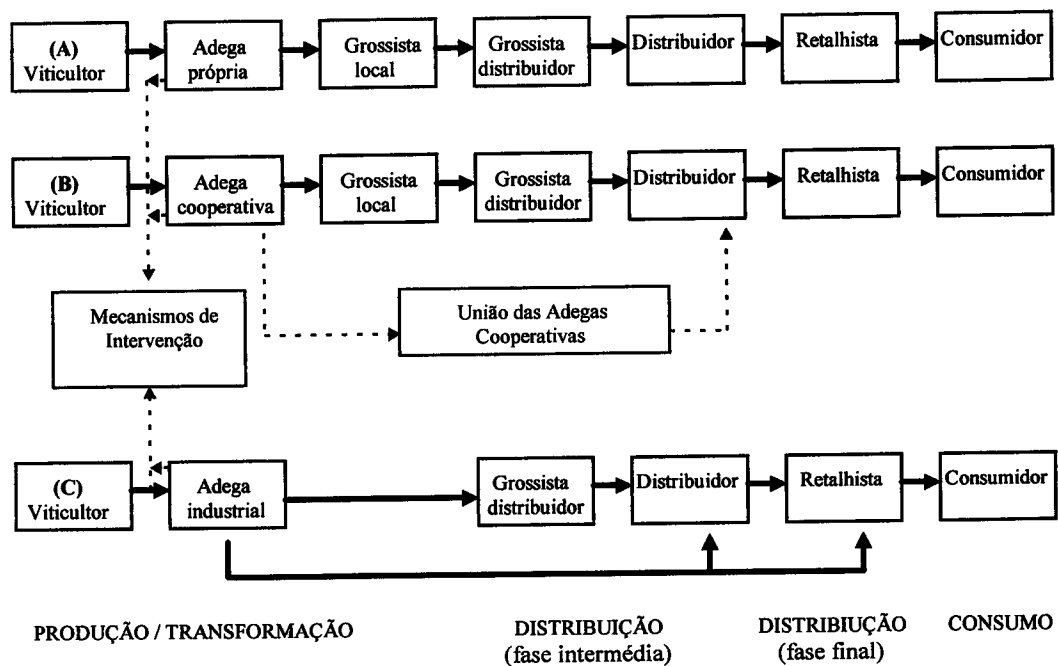 (A)
Viticultor
Adega
própria
Grossista
local
Grossista
distribuidor
Distribuidor
Retalhista
Consumidor
(B)
Viticultor
Adega
cooperativa
Grossista
local
Grossista
distribuidor
Distribuidor
Retalhista
Consumidor
Mecanismos de
Intervenção
União das Adegas
Cooperativas
(C)
Viticultor
Adega
industrial
Grossista
distribuidor
Distribuidor
Retalhista
Consumidor
PRODUÇÃO / TRANSFORMAÇÃO
DISTRIBUIÇÃO
(fase intermédia)
DISTRIBIUÇÃO
(fase final)
CONSUMO